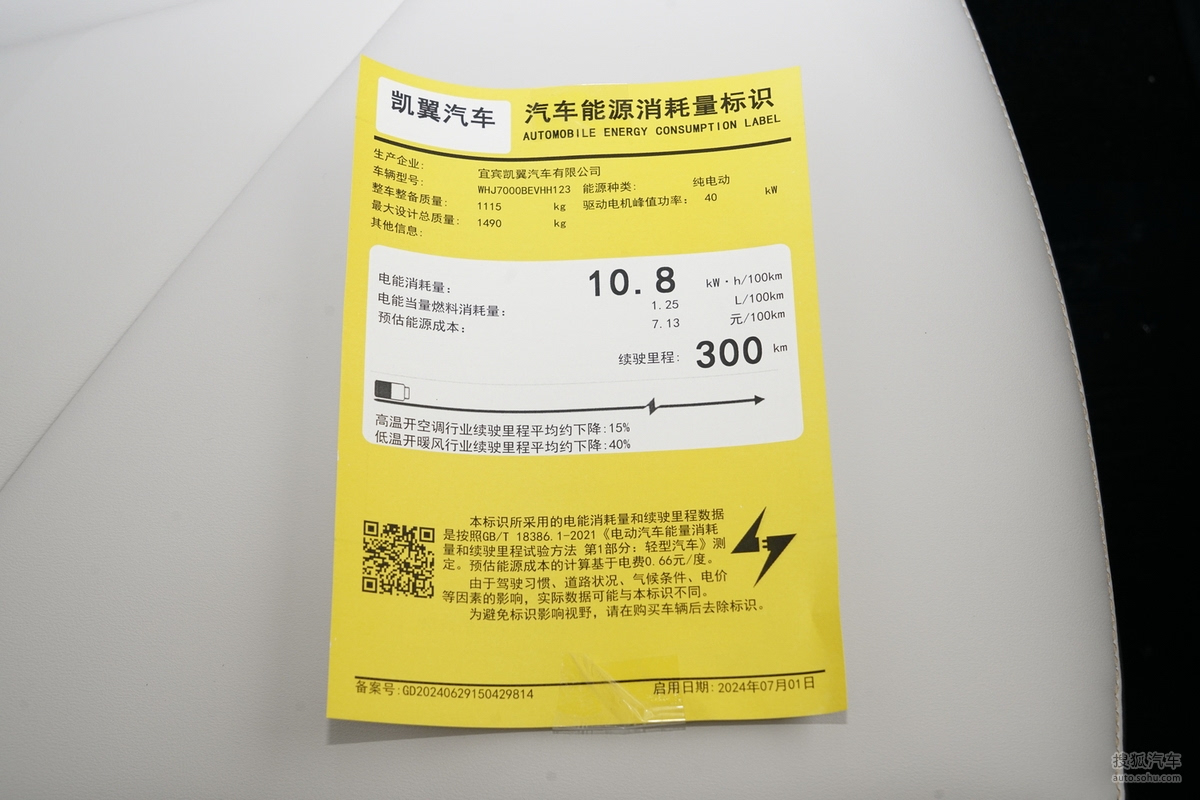 凯翼汽车
汽车能源消耗量标识
AUTOMOBILE ENERGY CONSUMPTION LABEL
生产企业: 宜宾凯翼汽车有限公司
车辆型号: WHJ7000BEVHH123 能源种类: 纯电动
整车整备质量: 1115 kg 驱动电机峰值功率: 40 kW
最大设计总质量: 1490 kg
其他信息:
电能消耗量: 10.8 kW·h/100km
电能当量燃料消耗量: 1.25 L/100km
预估能源成本: 7.13 元/100km
续驶里程: 300 km
高温开空调行业续驶里程平均约下降:15%
低温开暖风行业续驶里程平均约下降:40%
本标识所采用的电能消耗量和续驶里程数据
是按照GB/T 18386.1-2021《电动汽车能量消耗
量和续驶里程试验方法 第1部分：轻型汽车》测
定。预估能源成本的计算基于电费0.66元/度。
由于驾驶习惯、道路状况、气候条件、电价
等因素的影响，实际数据可能与本标识不同。
为避免标识影响视野，请在购买车辆后去除标识。
备案号:GD20240629150429814 启用日期:2024年07月01日
搜狐汽车
auto.sohu.com